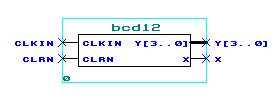 bcd12
CLKIN CLKIN Y[3..0] Y[3..0]
CLRN CLRN X X
0